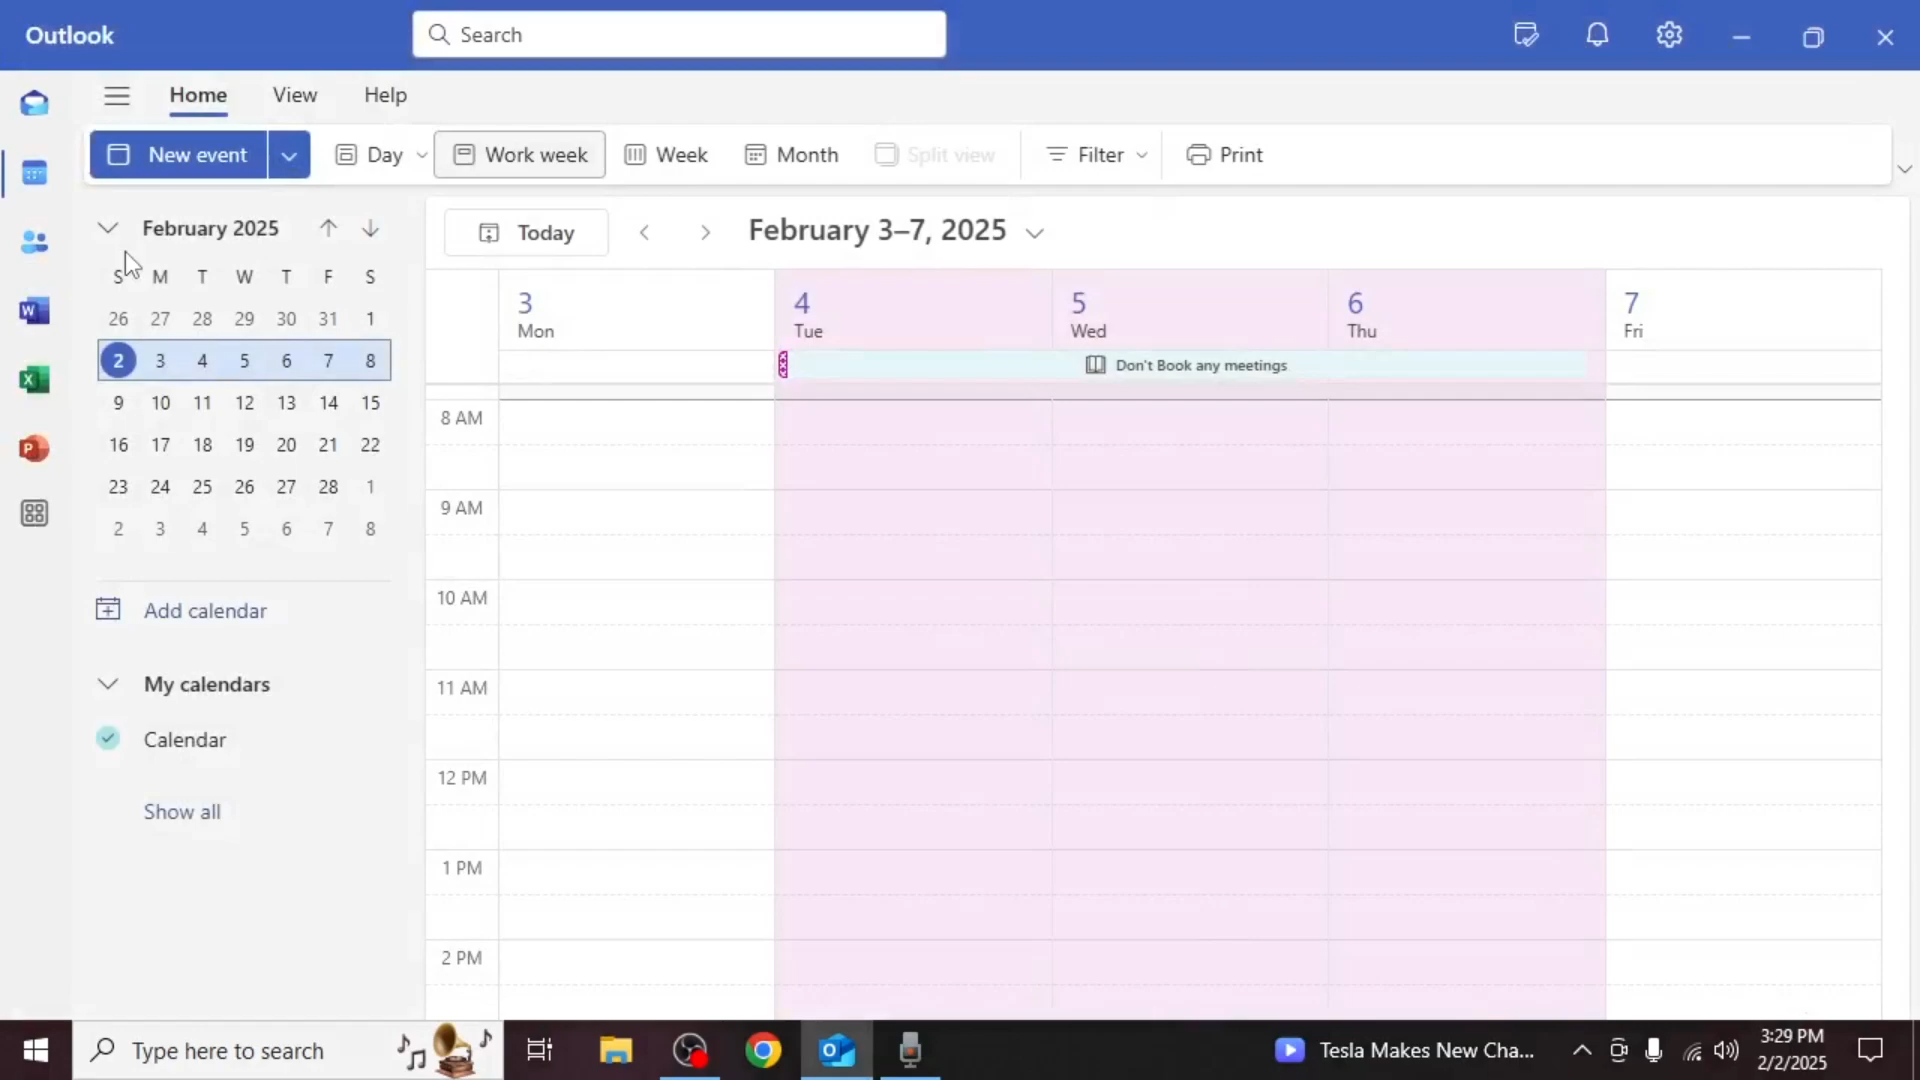 Outlook
Search
Home View Help
New event Day Work week Week Month Split view Filter Print
February 2025
S M T W T F S
26 27 28 29 30 31 1
2 3 4 5 6 7 8
9 10 11 12 13 14 15
16 17 18 19 20 21 22
23 24 25 26 27 28 1
2 3 4 5 6 7 8
Add calendar
My calendars
Calendar
Show all
Today February 3–7, 2025
3 4 5 6 7
Mon Tue Wed Thu Fri
Don't Book any meetings
8 AM
9 AM
10 AM
11 AM
12 PM
1 PM
2 PM
Type here to search
Tesla Makes New Cha...
3:29 PM
2/2/2025